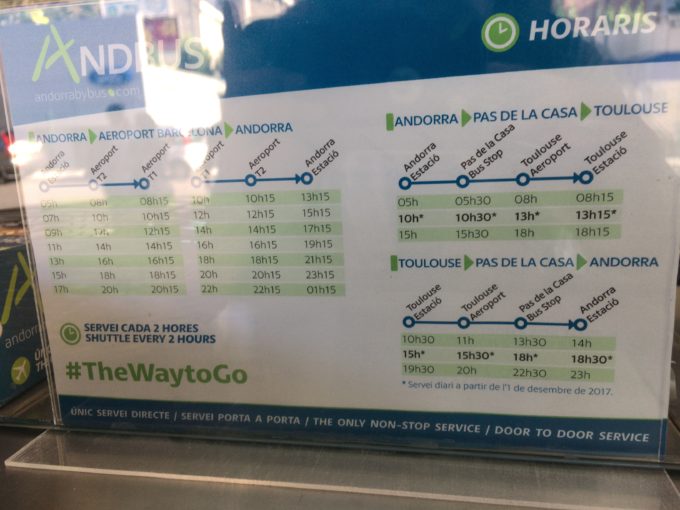 ANDBUS
andorrabybus.com
HORARIS
ANDORRA AEROPORT BARCELONA ANDORRA
Andorra Estació Aeroport T2 Aeroport T1 Aeroport T1 Aeroport T2 Andorra Estació
05h 08h 08h15 10h 10h15 13h15
07h 10h 10h15 12h 12h15 15h15
09h 12h 12h15 14h 14h15 17h15
11h 14h 14h15 16h 16h15 19h15
13h 16h 16h15 18h 18h15 21h15
15h 18h 18h15 20h 20h15 23h15
17h 20h 20h15 22h 22h15 01h15
SERVEI CADA 2 HORES
SHUTTLE EVERY 2 HOURS
#TheWaytoGo
ANDORRA PAS DE LA CASA TOULOUSE
Andorra Estació Pas de la Casa Bus Stop Toulouse Aeroport Toulouse Estació
05h 05h30 08h 08h15
10h* 10h30* 13h* 13h15*
15h 15h30 18h 18h15
TOULOUSE PAS DE LA CASA ANDORRA
Toulouse Estació Toulouse Aeroport Pas de la Casa Bus Stop Andorra Estació
10h30 11h 13h30 14h
15h* 15h30* 18h* 18h30*
19h30 20h 22h30 23h
* Servei diari a partir de l'1 de desembre de 2017.
ÚNIC SERVEI DIRECTE / SERVEI PORTA A PORTA / THE ONLY NON-STOP SERVICE / DOOR TO DOOR SERVICE